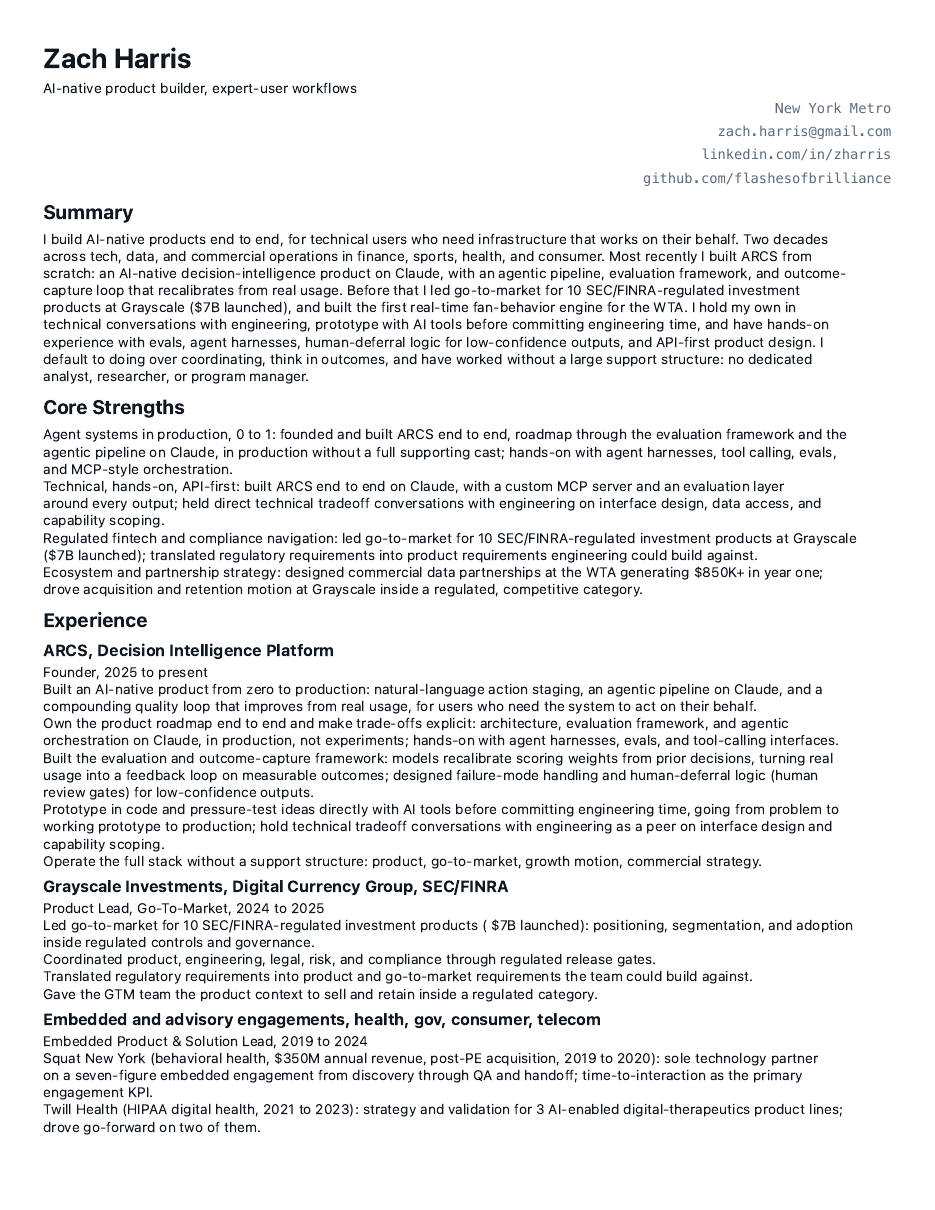 Zach Harris
AI-native product builder, expert-user workflows
New York Metro
zach.harris@gmail.com
linkedin.com/in/zharris
github.com/flashesofbrilliance
Summary
I build AI-native products end to end, for technical users who need infrastructure that works on their behalf. Two decades
across tech, data, and commercial operations in finance, sports, health, and consumer. Most recently I built ARCS from
scratch: an AI-native decision-intelligence product on Claude, with an agentic pipeline, evaluation framework, and outcome-
capture loop that recalibrates from real usage. Before that I led go-to-market for 10 SEC/FINRA-regulated investment
products at Grayscale ($7B launched), and built the first real-time fan-behavior engine for the WTA. I hold my own in
technical conversations with engineering, prototype with AI tools before committing engineering time, and have hands-on
experience with evals, agent harnesses, human-deferral logic for low-confidence outputs, and API-first product design. I
default to doing over coordinating, think in outcomes, and have worked without a large support structure: no dedicated
analyst, researcher, or program manager.
Core Strengths
Agent systems in production, 0 to 1: founded and built ARCS end to end, roadmap through the evaluation framework and the
agentic pipeline on Claude, in production without a full supporting cast; hands-on with agent harnesses, tool calling, evals,
and MCP-style orchestration.
Technical, hands-on, API-first: built ARCS end to end on Claude, with a custom MCP server and an evaluation layer
around every output; held direct technical tradeoff conversations with engineering on interface design, data access, and
capability scoping.
Regulated fintech and compliance navigation: led go-to-market for 10 SEC/FINRA-regulated investment products at Grayscale
($7B launched); translated regulatory requirements into product requirements engineering could build against.
Ecosystem and partnership strategy: designed commercial data partnerships at the WTA generating $850K+ in year one;
drove acquisition and retention motion at Grayscale inside a regulated, competitive category.
Experience
ARCS, Decision Intelligence Platform
Founder, 2025 to present
Built an AI-native product from zero to production: natural-language action staging, an agentic pipeline on Claude, and a
compounding quality loop that improves from real usage, for users who need the system to act on their behalf.
Own the product roadmap end to end and make trade-offs explicit: architecture, evaluation framework, and agentic
orchestration on Claude, in production, not experiments; hands-on with agent harnesses, evals, and tool-calling interfaces.
Built the evaluation and outcome-capture framework: models recalibrate scoring weights from prior decisions, turning real
usage into a feedback loop on measurable outcomes; designed failure-mode handling and human-deferral logic (human
review gates) for low-confidence outputs.
Prototype in code and pressure-test ideas directly with AI tools before committing engineering time, going from problem to
working prototype to production; hold technical tradeoff conversations with engineering as a peer on interface design and
capability scoping.
Operate the full stack without a support structure: product, go-to-market, growth motion, commercial strategy.
Grayscale Investments, Digital Currency Group, SEC/FINRA
Product Lead, Go-To-Market, 2024 to 2025
Led go-to-market for 10 SEC/FINRA-regulated investment products ( $7B launched): positioning, segmentation, and adoption
inside regulated controls and governance.
Coordinated product, engineering, legal, risk, and compliance through regulated release gates.
Translated regulatory requirements into product and go-to-market requirements the team could build against.
Gave the GTM team the product context to sell and retain inside a regulated category.
Embedded and advisory engagements, health, gov, consumer, telecom
Embedded Product & Solution Lead, 2019 to 2024
Squat New York (behavioral health, $350M annual revenue, post-PE acquisition, 2019 to 2020): sole technology partner
on a seven-figure embedded engagement from discovery through QA and handoff; time-to-interaction as the primary
engagement KPI.
Twill Health (HIPAA digital health, 2021 to 2023): strategy and validation for 3 AI-enabled digital-therapeutics product lines;
drove go-forward on two of them.